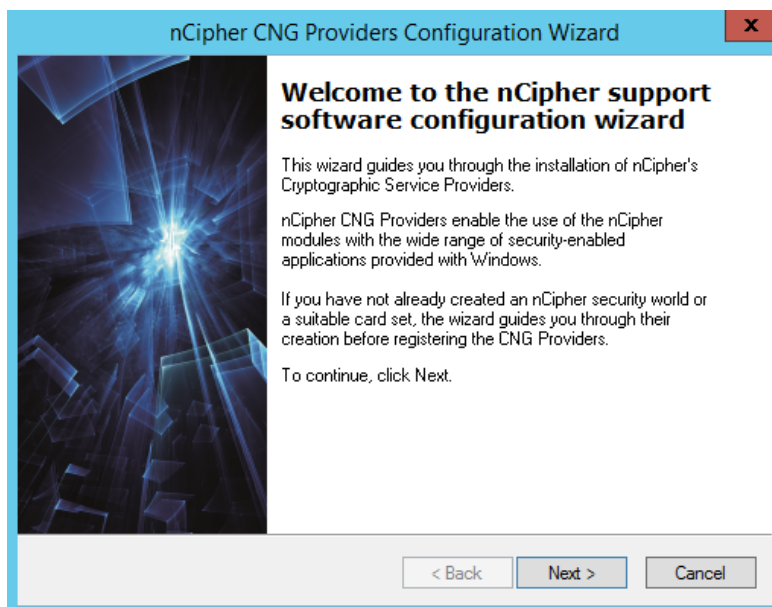 nCipher CNG Providers Configuration Wizard
x
Welcome to the nCipher support
software configuration wizard
This wizard guides you through the installation of nCipher's
Cryptographic Service Providers.
nCipher CNG Providers enable the use of the nCipher
modules with the wide range of security-enabled
applications provided with Windows.
If you have not already created an nCipher security world or
a suitable card set, the wizard guides you through their
creation before registering the CNG Providers.
To continue, click Next.
< Back Next > Cancel